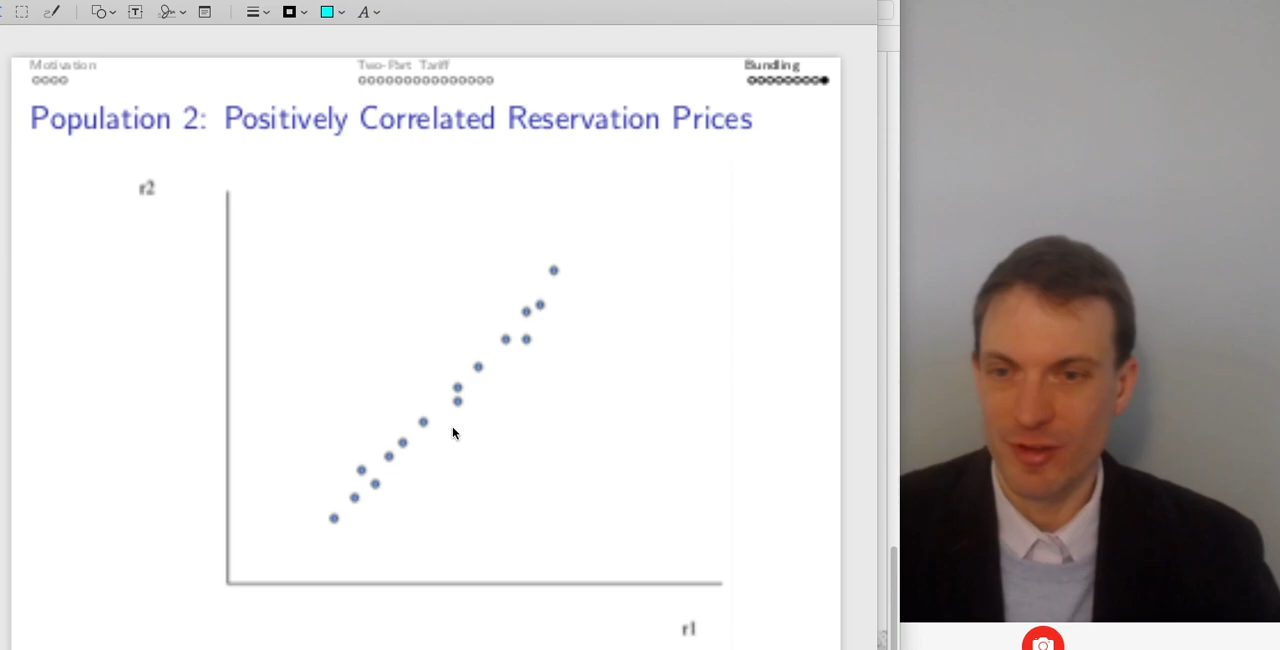 Motivation Two-Part Tariff Bundling
Population 2: Positively Correlated Reservation Prices
r2
r1